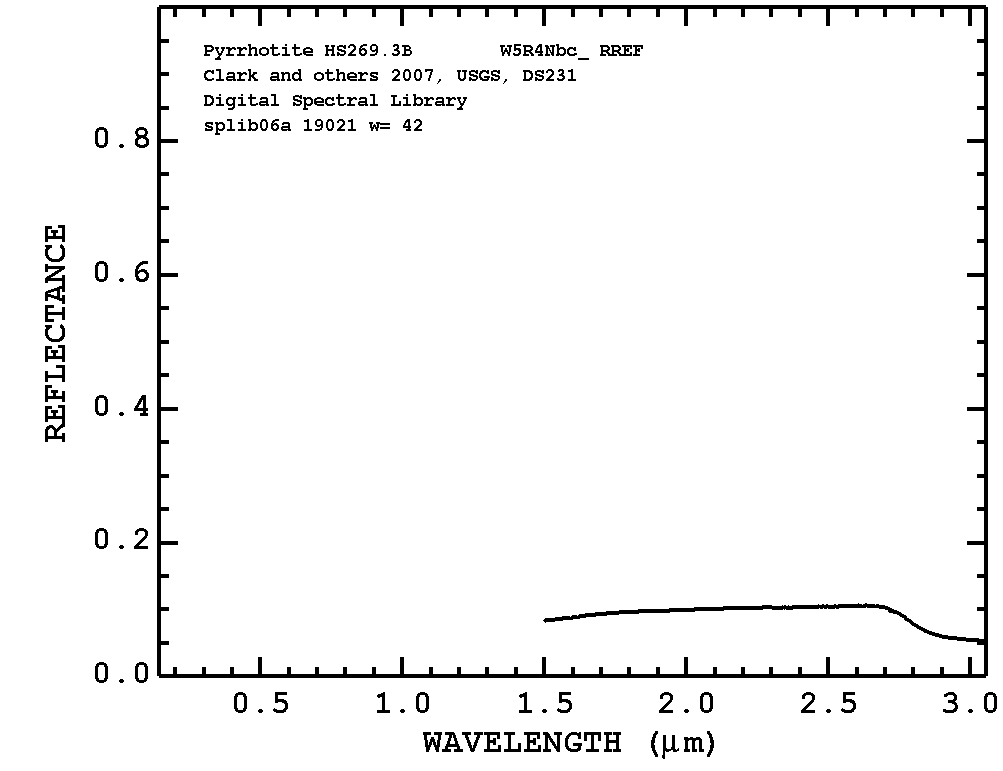 Pyrrhotite HS269.3B W5R4Nbc_ RREF
Clark and others 2007, USGS, DS231
Digital Spectral Library
splib06a 19021 w= 42
REFLECTANCE
0.8
0.6
0.4
0.2
0.0
0.5 1.0 1.5 2.0 2.5 3.0
WAVELENGTH (μm)